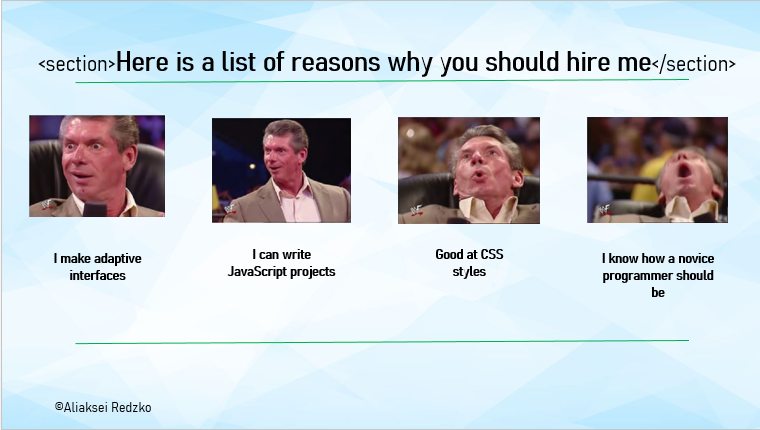 <section>Here is a list of reasons why you should hire me</section>
I make adaptive
interfaces
I can write
JavaScript projects
Good at CSS
styles
I know how a novice
programmer should
be
©Aliaksei Redzko